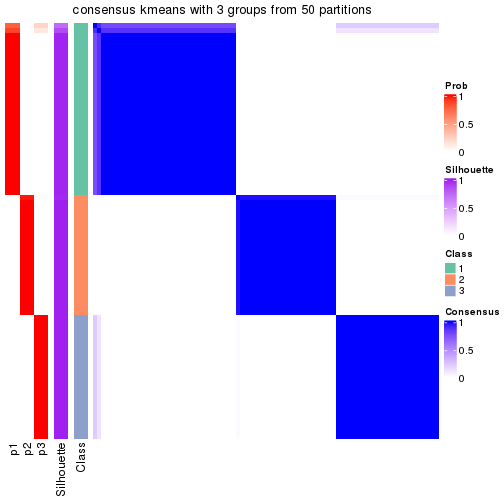 consensus kmeans with 3 groups from 50 partitions
Prob
1
0.5
0
Silhouette
1
0.5
0
Class
1
2
3
Consensus
1
0.5
0
p1
p2
p3
Silhouette
Class